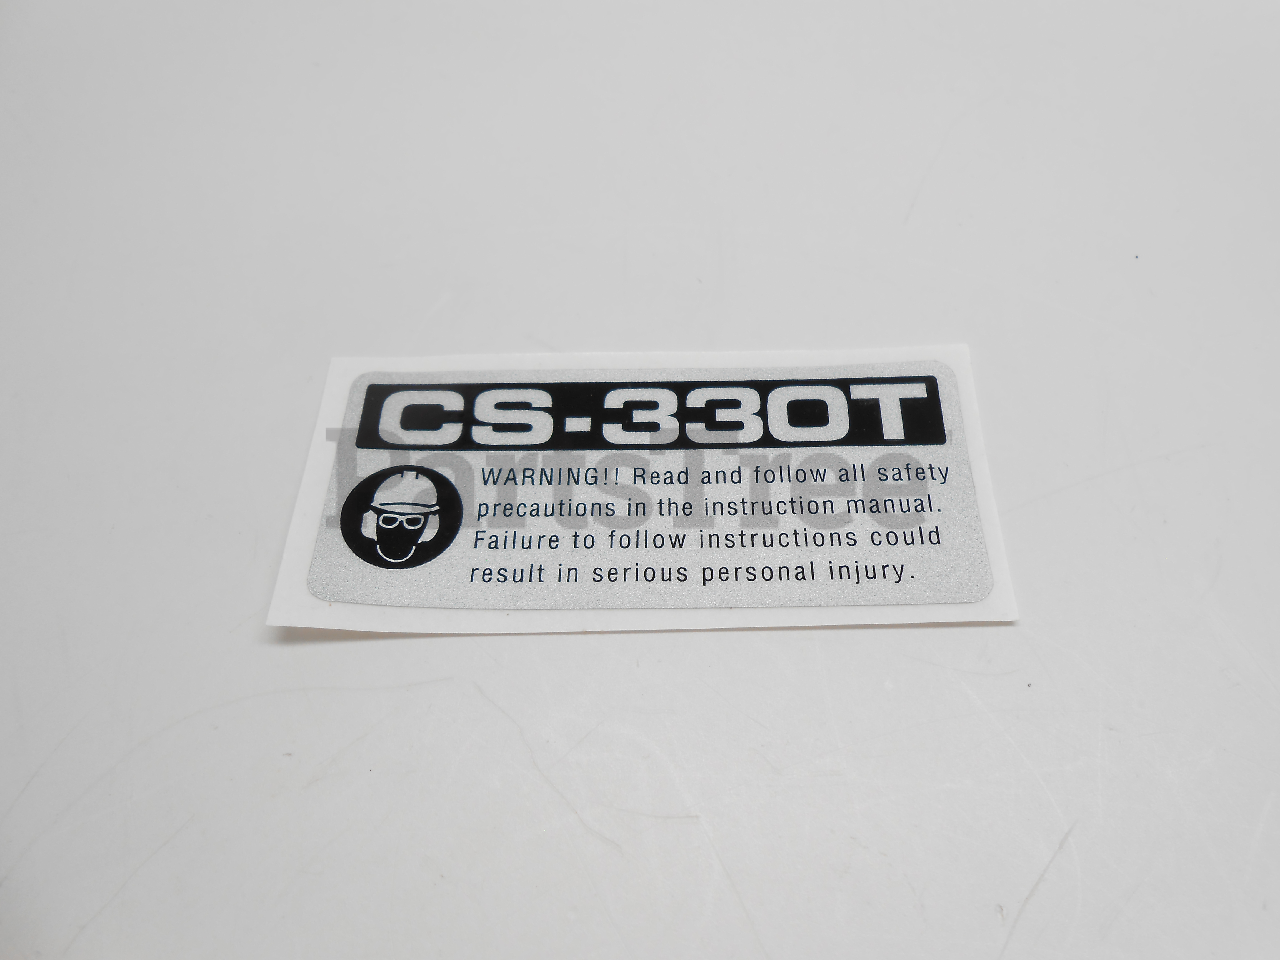 CS-330T
WARNING!! Read and follow all safety
precautions in the instruction manual.
Failure to follow instructions could
result in serious personal injury.
PartsTree